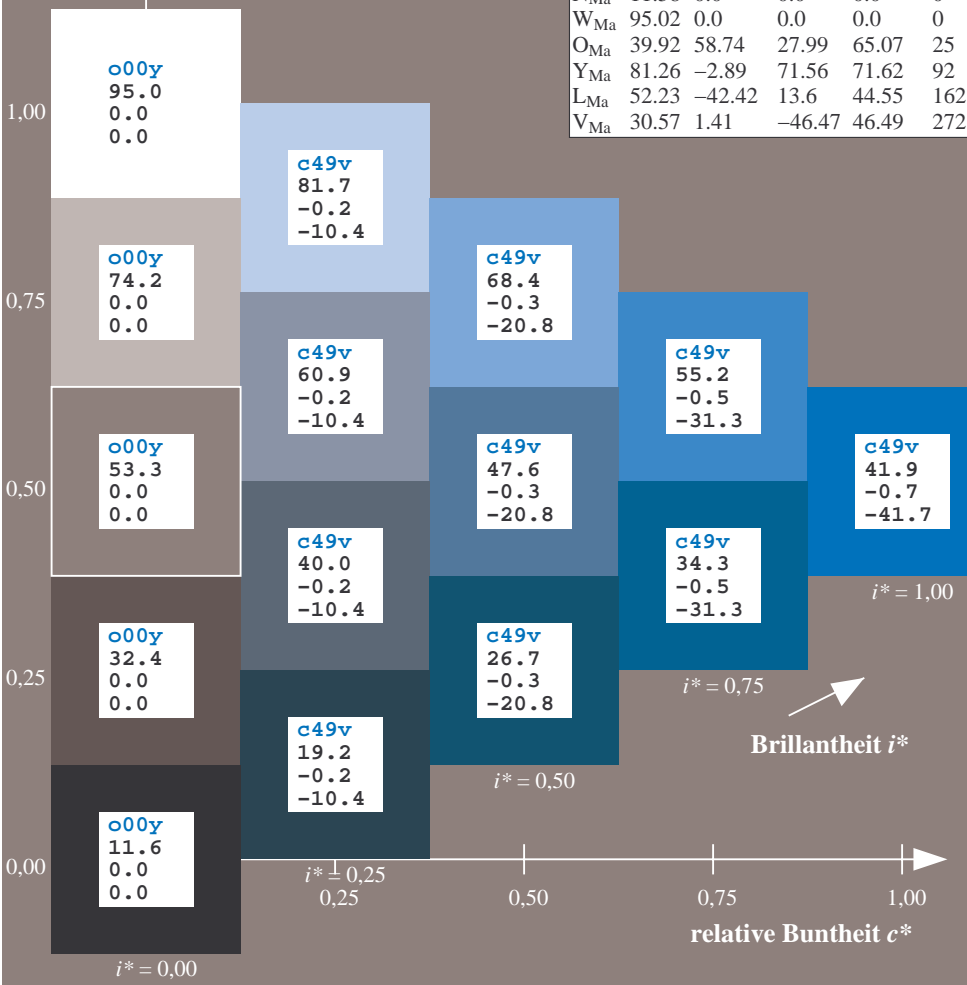 W_Ma 95.02 0.0 0.0 0.0 0
O_Ma 39.92 58.74 27.99 65.07 25
Y_Ma 81.26 −2.89 71.56 71.62 92
L_Ma 52.23 −42.42 13.6 44.55 162
V_Ma 30.57 1.41 −46.47 46.49 272
o00y
95.0
0.0
0.0
1,00
c49v
81.7
-0.2
-10.4
o00y
74.2
0.0
0.0
c49v
68.4
-0.3
-20.8
0,75
c49v
60.9
-0.2
-10.4
c49v
55.2
-0.5
-31.3
o00y
53.3
0.0
0.0
c49v
47.6
-0.3
-20.8
c49v
41.9
-0.7
-41.7
0,50
c49v
40.0
-0.2
-10.4
c49v
34.3
-0.5
-31.3
i* = 1,00
o00y
32.4
0.0
0.0
c49v
26.7
-0.3
-20.8
0,25
i* = 0,75
c49v
19.2
-0.2
-10.4
Brillantheit i*
i* = 0,50
o00y
11.6
0.0
0.0
0,00
i* = 0,25
0,25 0,50 0,75 1,00
relative Buntheit c*
i* = 0,00